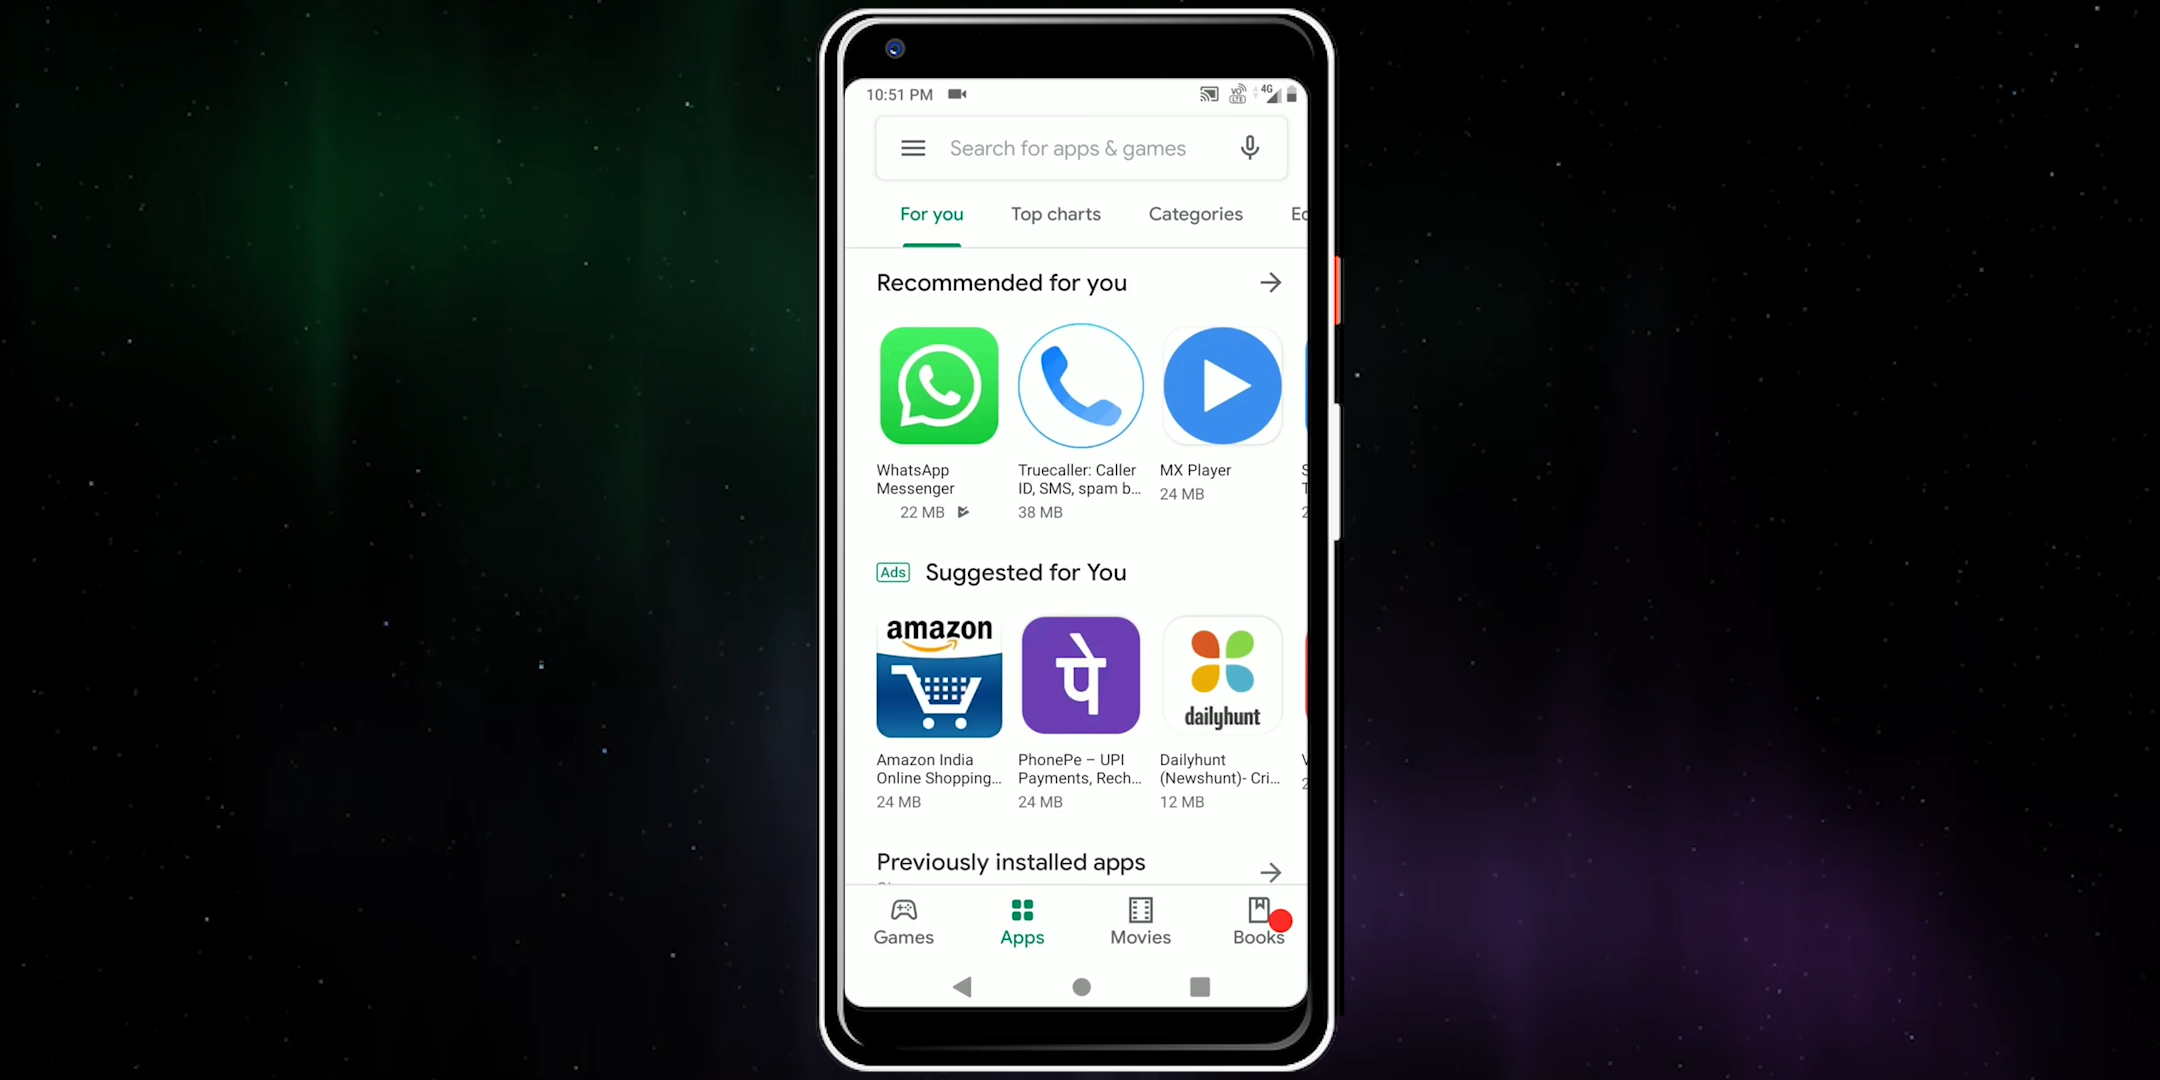 10:51 PM
VO
LTE
4G
Search for apps & games
For you
Top charts
Categories
Recommended for you
WhatsApp
Messenger
22 MB
Truecaller: Caller
ID, SMS, spam b...
38 MB
MX Player
24 MB
Ads
Suggested for You
amazon
पे
dailyhunt
Amazon India
Online Shopping...
24 MB
PhonePe – UPI
Payments, Rech...
24 MB
Dailyhunt
(Newshunt)- Cri...
12 MB
Previously installed apps
Games
Apps
Movies
Books